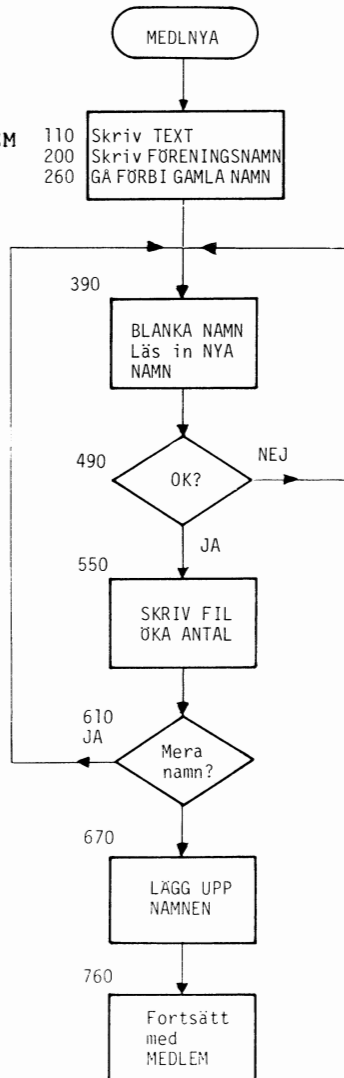 MEDLNYA
EM
110 Skriv TEXT
200 Skriv FÖRENINGSNAMN
260 GÅ FÖRBI GAMLA NAMN
390
BLANKA NAMN
Läs in NYA
NAMN
490
OK?
NEJ
JA
550
SKRIV FIL
ÖKA ANTAL
610
JA
Mera
namn?
670
LÄGG UPP
NAMNEN
760
Fortsätt
med
MEDLEM